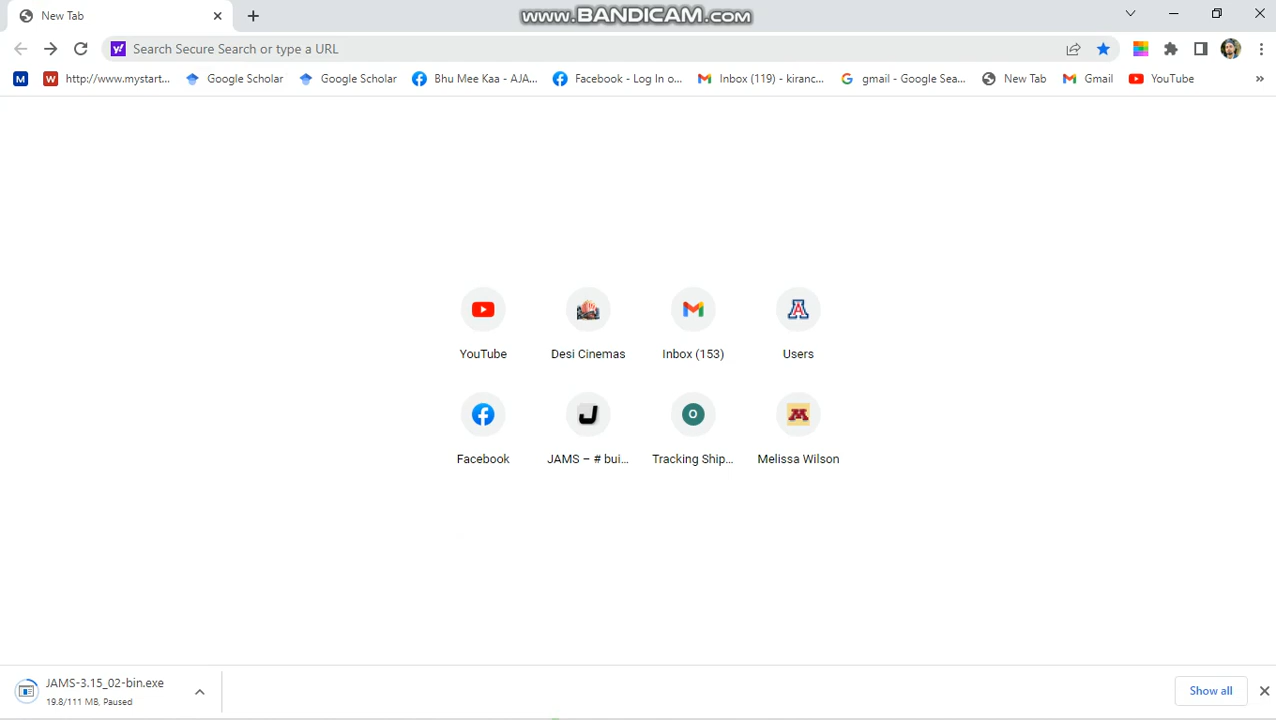 New Tab
www.BANDICAM.com
Search Secure Search or type a URL
M
W http://www.mystart...
Google Scholar
Google Scholar
Bhu Mee Kaa - AJA...
Facebook - Log In o...
Inbox (119) - kiranc...
gmail - Google Sea...
New Tab
Gmail
YouTube
»
YouTube
Desi Cinemas
Inbox (153)
A
Users
Facebook
J
JAMS – # bui...
O
Tracking Ship...
M
Melissa Wilson
JAMS-3.15_02-bin.exe
19.8/111 MB, Paused
Show all